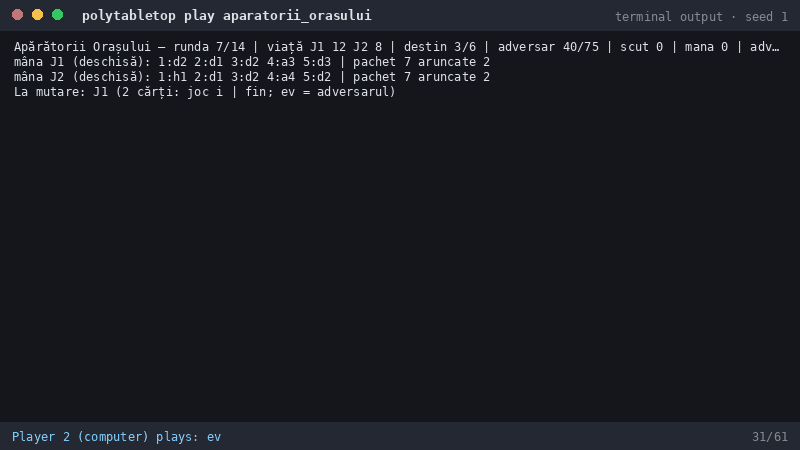 polytabletop play aparatorii_orasului
terminal output · seed 1
Apărătorii Orașului — runda 7/14 | viață J1 12 J2 8 | destin 3/6 | adversar 40/75 | scut 0 | mana 0 | adv…
mâna J1 (deschisă): 1:d2 2:d1 3:d2 4:a3 5:d3 | pachet 7 aruncate 2
mâna J2 (deschisă): 1:h1 2:d1 3:d2 4:a4 5:d2 | pachet 7 aruncate 2
La mutare: J1 (2 cărți: joc i | fin; ev = adversarul)
Player 2 (computer) plays: ev
31/61